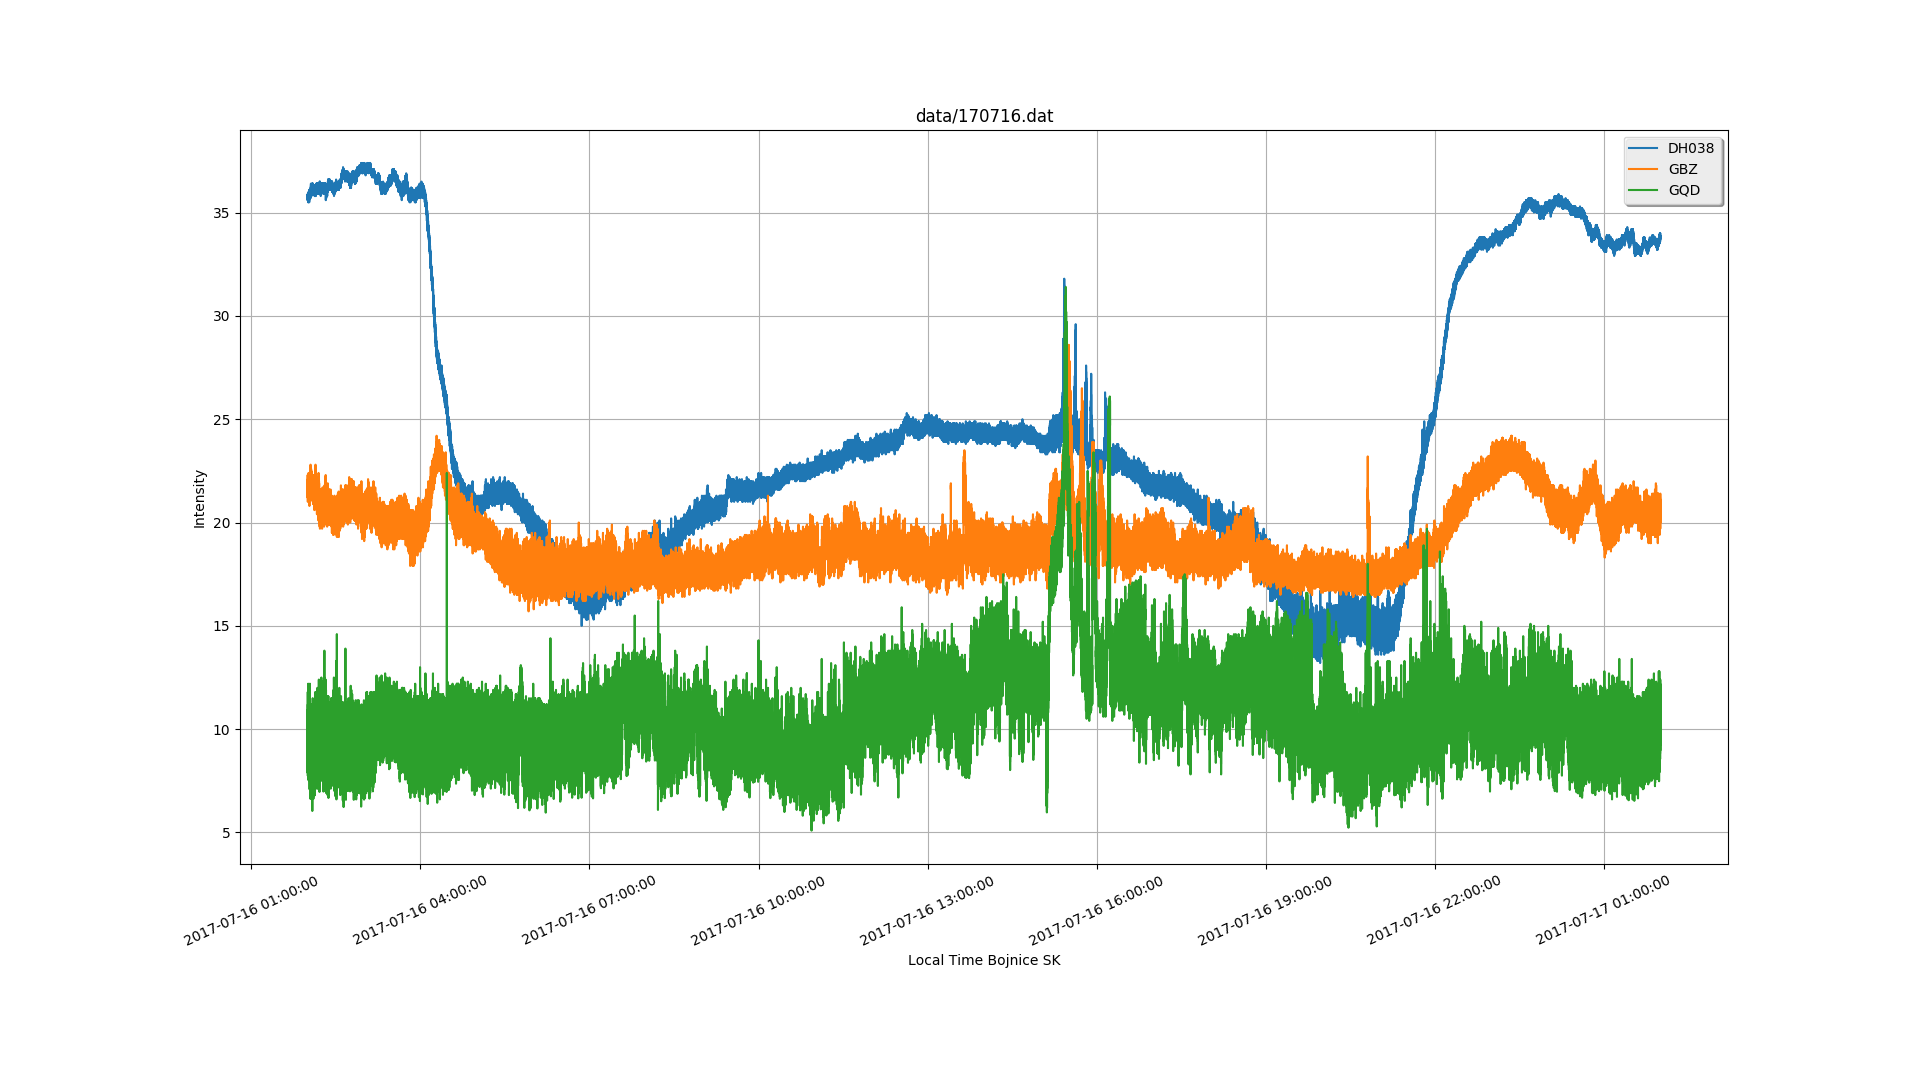 data/170716.dat
DH038
GBZ
GQD
Intensity
35
30
25
20
15
10
5
2017-07-16 01:00:00
2017-07-16 04:00:00
2017-07-16 07:00:00
2017-07-16 10:00:00
2017-07-16 13:00:00
2017-07-16 16:00:00
2017-07-16 19:00:00
2017-07-16 22:00:00
2017-07-17 01:00:00
Local Time Bojnice SK